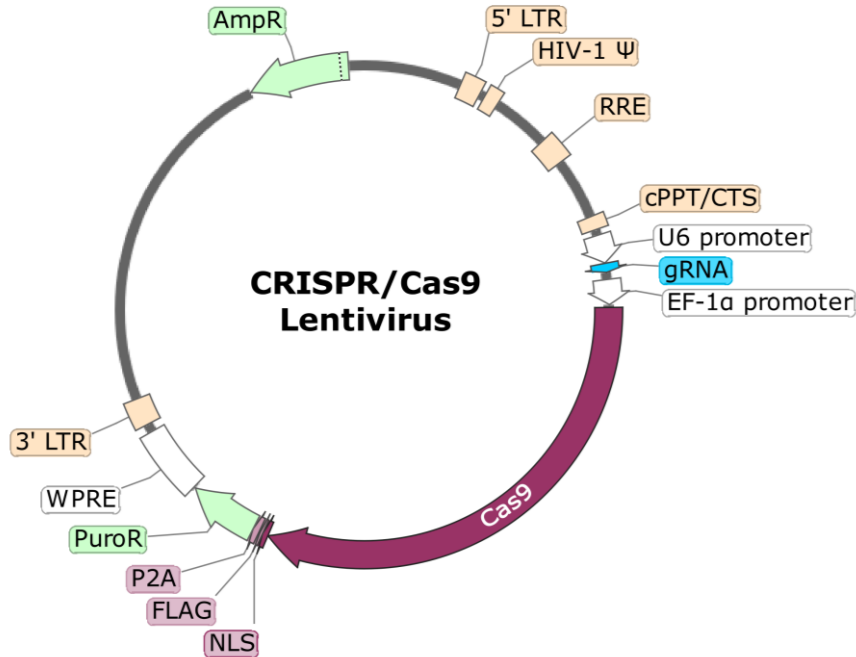 AmpR
5' LTR
HIV-1 Ψ
RRE
cPPT/CTS
U6 promoter
gRNA
EF-1α promoter
CRISPR/Cas9
Lentivirus
Cas9
3' LTR
WPRE
PuroR
P2A
FLAG
NLS